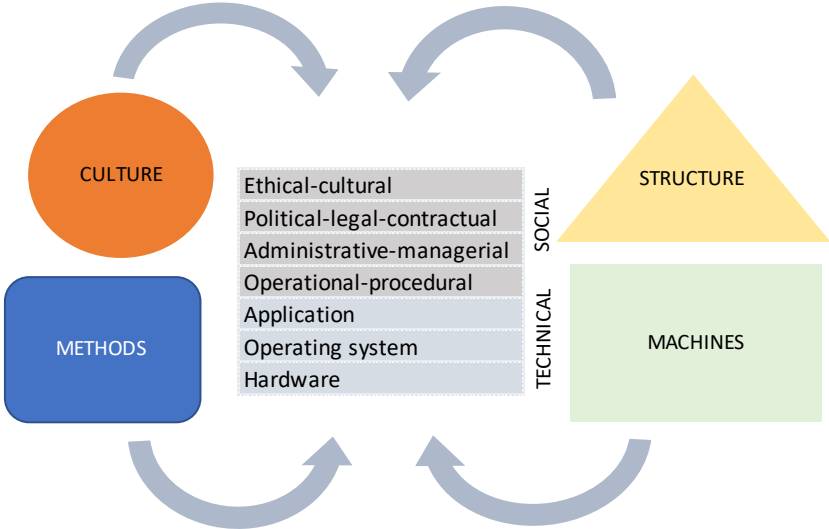 CULTURE
METHODS
Ethical-cultural
Political-legal-contractual
Administrative-managerial
Operational-procedural
Application
Operating system
Hardware
SOCIAL
TECHNICAL
STRUCTURE
MACHINES